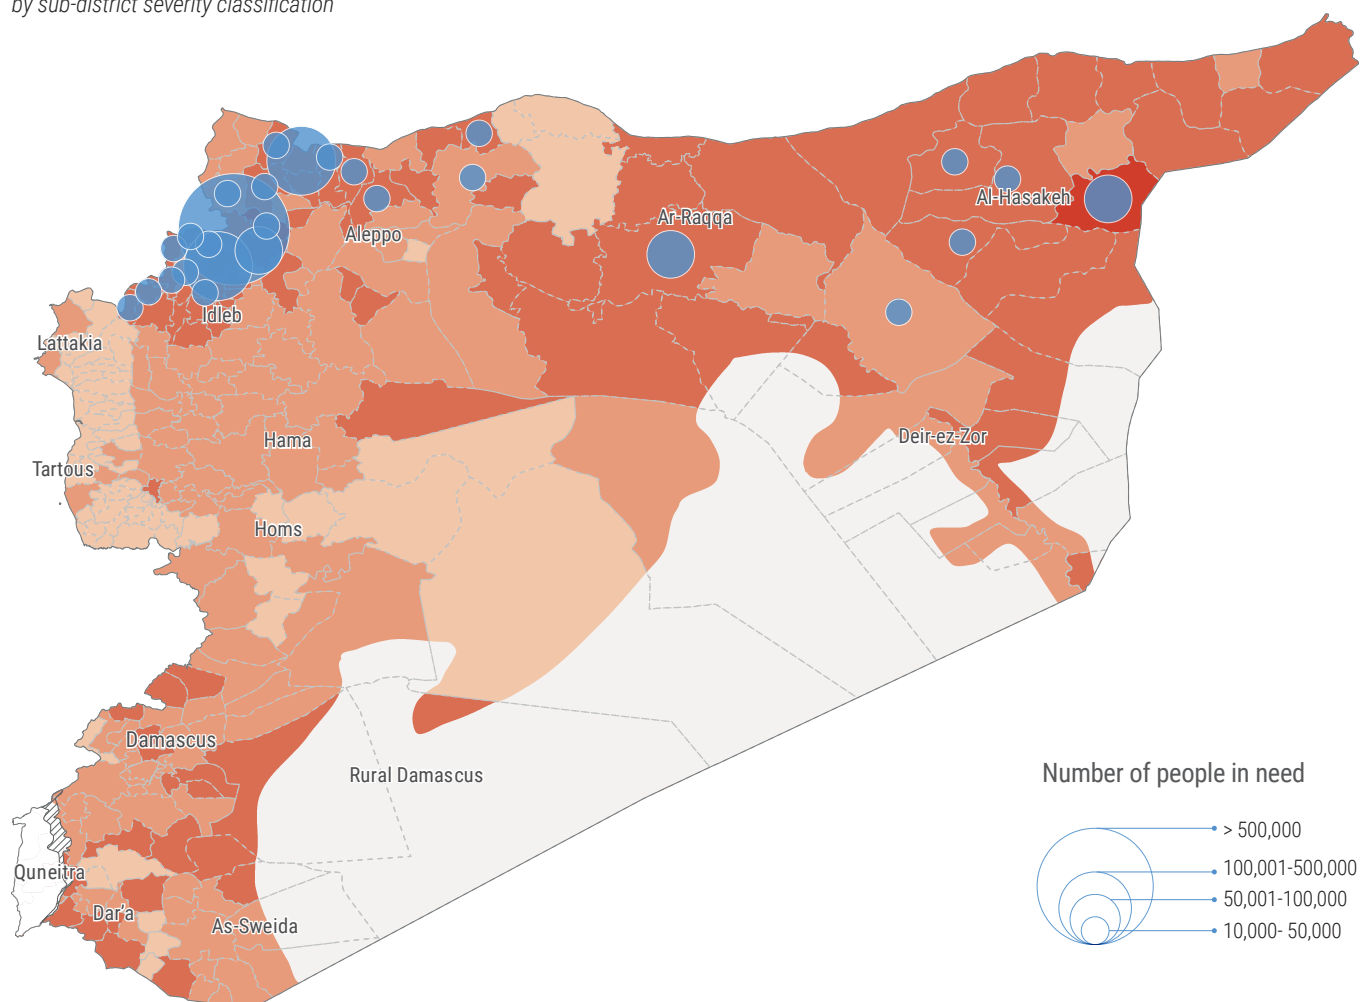 by sub-district severity classification
Al-Hasakeh
Ar-Raqqa
Aleppo
Idleb
Lattakia
Hama
Deir-ez-Zor
Tartous
Homs
Damascus
Rural Damascus
Quneitra
Dar'a
As-Sweida
Number of people in need
> 500,000
100,001-500,000
50,001-100,000
10,000- 50,000